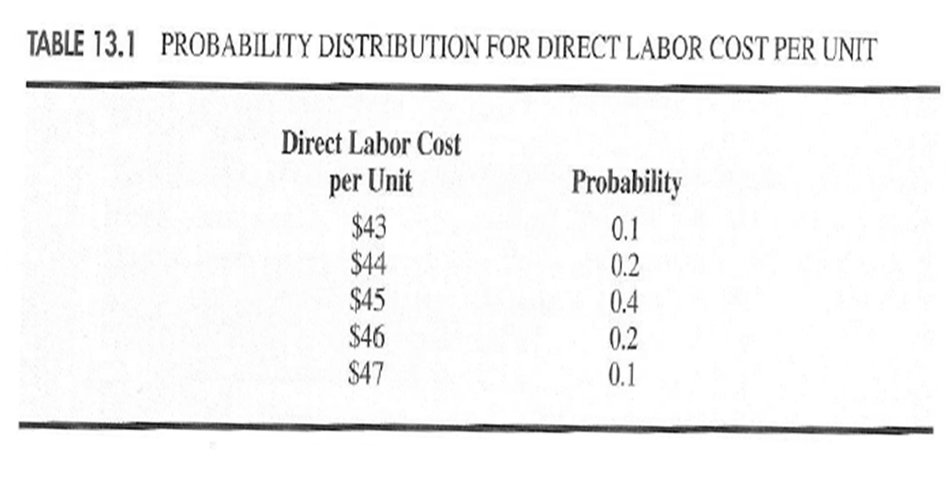 TABLE 13.1 PROBABILITY DISTRIBUTION FOR DIRECT LABOR COST PER UNIT
Direct Labor Cost
per Unit Probability
$43 0.1
$44 0.2
$45 0.4
$46 0.2
$47 0.1